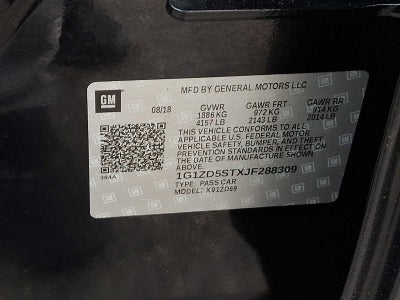 GM
MFD BY GENERAL MOTORS LLC
08/18 GVWR GAWR FRT GAWR RR
1886 KG 972 KG 914 KG
4157 LB 2143 LB 2014 LB
THIS VEHICLE CONFORMS TO ALL
APPLICABLE U.S. FEDERAL MOTOR
VEHICLE SAFETY, BUMPER, AND THEFT
PREVENTION STANDARDS IN EFFECT ON
THE DATE OF MANUFACTURE SHOWN ABOVE.
1G1ZD5STXJF288309
TYPE: PASS CAR
MODEL: X91ZD69